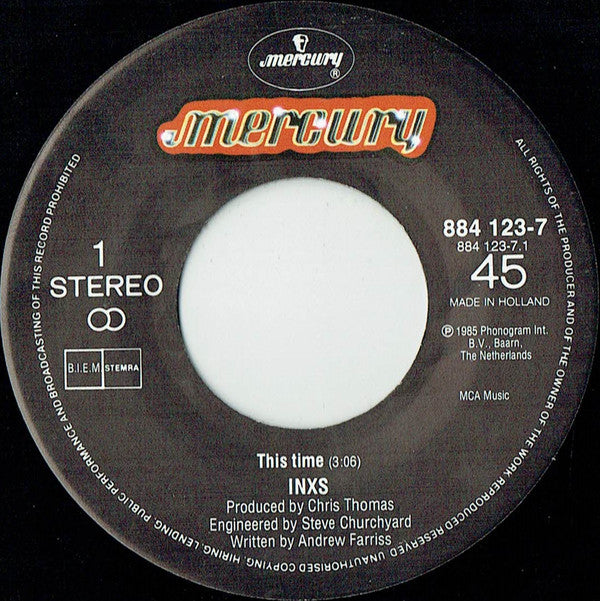 mercury
®
mercury
1
STEREO
B.I.E.M STEMRA
884 123-7
884 123-7.1
45
MADE IN HOLLAND
℗ 1985 Phonogram Int.
B.V., Baarn,
The Netherlands
MCA Music
This time (3:06)
INXS
Produced by Chris Thomas
Engineered by Steve Churchyard
Written by Andrew Farriss
ALL RIGHTS OF THE PRODUCER AND OF THE OWNER OF THE WORK REPRODUCED RESERVED. UNAUTHORISED COPYING, HIRING, LENDING, PUBLIC PERFORMANCE AND BROADCASTING OF THIS RECORD PROHIBITED